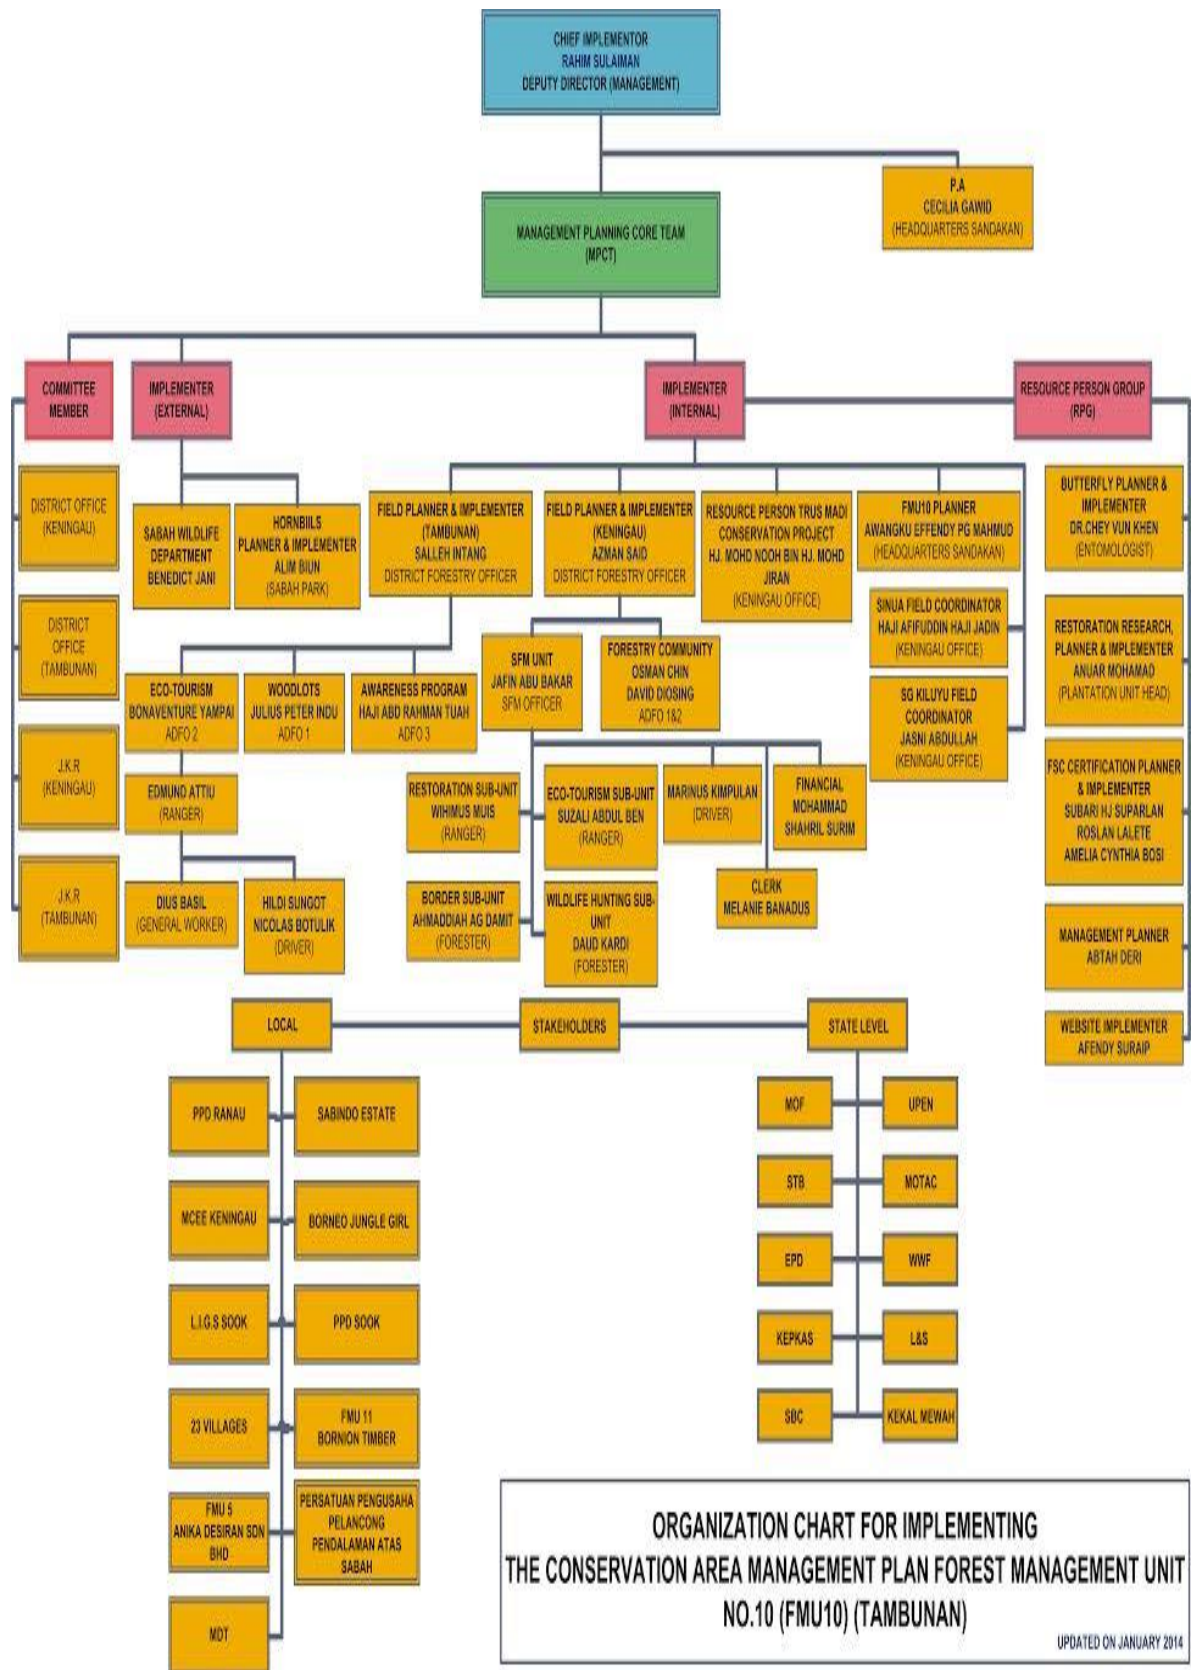 CHIEF IMPLEMENTOR
RAHIM SULAIMAN
DEPUTY DIRECTOR (MANAGEMENT)
P.A
CECILIA GAWID
(HEADQUARTERS SANDAKAN)
MANAGEMENT PLANNING CORE TEAM
(MPCT)
COMMITTEE
MEMBER
IMPLEMENTER
(EXTERNAL)
IMPLEMENTER
(INTERNAL)
RESOURCE PERSON GROUP
(RPG)
DISTRICT OFFICE
(KENINGAU)
DISTRICT
OFFICE
(TAMBUNAN)
J.K.R
(KENINGAU)
J.K.R
(TAMBUNAN)
SABAH WILDLIFE
DEPARTMENT
BENEDICT JANI
HORNBIILS
PLANNER & IMPLEMENTER
ALIM BIUN
(SABAH PARK)
FIELD PLANNER & IMPLEMENTER
(TAMBUNAN)
SALLEH INTANG
DISTRICT FORESTRY OFFICER
FIELD PLANNER & IMPLEMENTER
(KENINGAU)
AZMAN SAID
DISTRICT FORESTRY OFFICER
RESOURCE PERSON TRUS MADI
CONSERVATION PROJECT
HJ. MOHD NOOH BIN HJ. MOHD
JIRAN
(KENINGAU OFFICE)
FMU10 PLANNER
AWANGKU EFFENDY PG MAHMUD
(HEADQUARTERS SANDAKAN)
SINUA FIELD COORDINATOR
HAJI AFIFUDDIN HAJI JADIN
(KENINGAU OFFICE)
SG KILUYU FIELD
COORDINATOR
JASNI ABDULLAH
(KENINGAU OFFICE)
BUTTERFLY PLANNER &
IMPLEMENTER
DR.CHEY VUN KHEN
(ENTOMOLOGIST)
RESTORATION RESEARCH,
PLANNER & IMPLEMENTER
ANUAR MOHAMAD
(PLANTATION UNIT HEAD)
FSC CERTIFICATION PLANNER
& IMPLEMENTER
SUBARI HJ SUPARLAN
ROSLAN LALETE
AMELIA CYNTHIA BOSI
MANAGEMENT PLANNER
ABTAH DERI
WEBSITE IMPLEMENTER
AFENDY SURAIP
ECO-TOURISM
BONAVENTURE YAMPAI
ADFO 2
WOODLOTS
JULIUS PETER INDU
ADFO 1
AWARENESS PROGRAM
HAJI ABD RAHMAN TUAH
ADFO 3
EDMUND ATTIU
(RANGER)
DIUS BASIL
(GENERAL WORKER)
HILDI SUNGOT
NICOLAS BOTULIK
(DRIVER)
SFM UNIT
JAFIN ABU BAKAR
SFM OFFICER
FORESTRY COMMUNITY
OSMAN CHIN
DAVID DIOSING
ADFO 1&2
RESTORATION SUB-UNIT
WIHIMUS MUIS
(RANGER)
ECO-TOURISM SUB-UNIT
SUZALI ABDUL BEN
(RANGER)
MARINUS KIMPULAN
(DRIVER)
FINANCIAL
MOHAMMAD
SHAHRIL SURIM
BORDER SUB-UNIT
AHMADDIAH AG DAMIT
(FORESTER)
WILDLIFE HUNTING SUB-
UNIT
DAUD KARDI
(FORESTER)
CLERK
MELANIE BANADUS
LOCAL
STAKEHOLDERS
STATE LEVEL
PPD RANAU
SABINDO ESTATE
MCEE KENINGAU
BORNEO JUNGLE GIRL
L.I.G.S SOOK
PPD SOOK
23 VILLAGES
FMU 11
BORNION TIMBER
FMU 5
ANIKA DESIRAN SDN
BHD
PERSATUAN PENGUSAHA
PELANCONG
PENDALAMAN ATAS
SABAH
MDT
MOF
UPEN
STB
MOTAC
EPD
WWF
KEPKAS
L&S
SBC
KEKAL MEWAH
ORGANIZATION CHART FOR IMPLEMENTING
THE CONSERVATION AREA MANAGEMENT PLAN FOREST MANAGEMENT UNIT
NO.10 (FMU10) (TAMBUNAN)
UPDATED ON JANUARY 2014